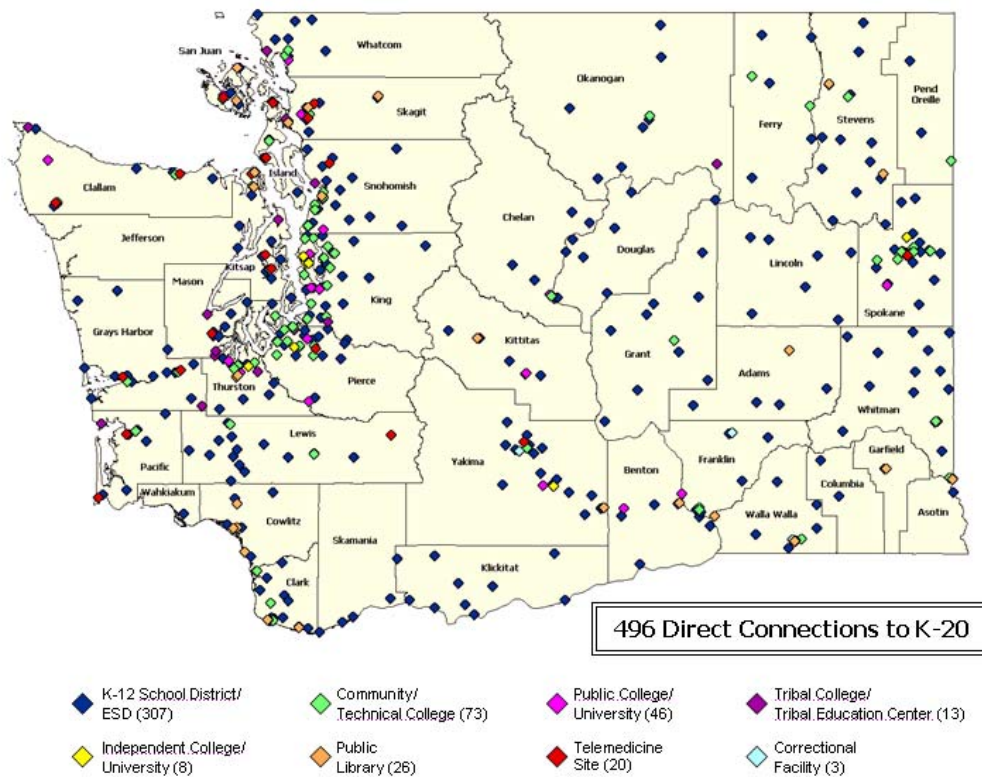 San Juan
Whatcom
Okanogan
Pend
Oreille
Skagit
Ferry
Stevens
Island
Clallam
Snohomish
Chelan
Jefferson
Douglas
Lincoln
Kitsap
Mason
King
Spokane
Grays Harbor
Kittitas
Grant
Adams
Thurston
Pierce
Whitman
Lewis
Yakima
Franklin
Garfield
Pacific
Benton
Columbia
Wahkiakum
Walla Walla
Asotin
Cowlitz
Skamania
Klickitat
Clark
496 Direct Connections to K-20
K-12 School District/
ESD (307)
Community/
Technical College (73)
Public College/
University (46)
Tribal College/
Tribal Education Center (13)
Independent College/
University (8)
Public
Library (26)
Telemedicine
Site (20)
Correctional
Facility (3)